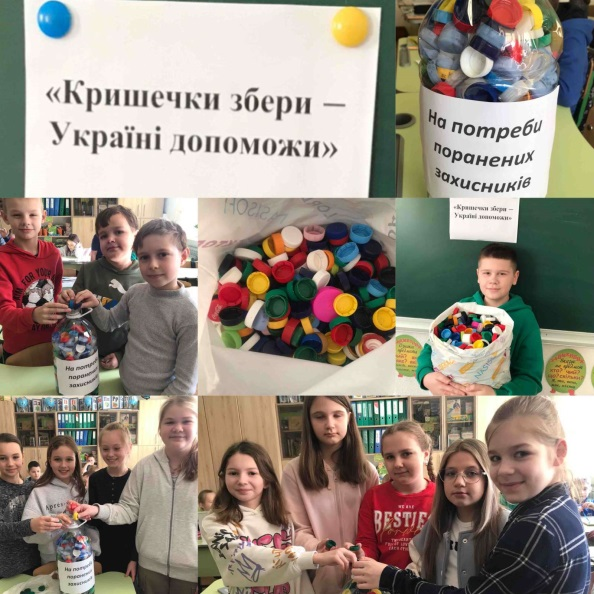 «Кришечки збери –
Україні допоможи»
На потреби
поранених
захисників
На потреби
поранених
захисників
«Кришечки збери –
Україні допоможи»
На потреби
поранених
захисників
BESTIE